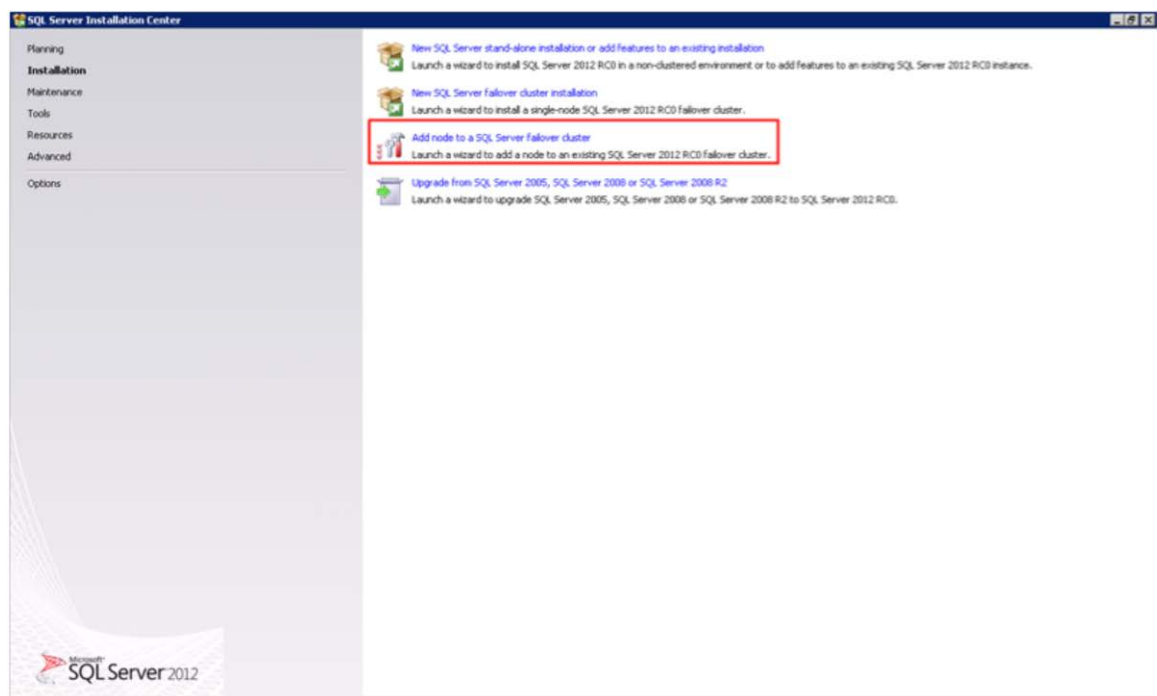 SQL Server Installation Center
Planning
Installation
Maintenance
Tools
Resources
Advanced
Options
New SQL Server stand-alone installation or add features to an existing installation
Launch a wizard to install SQL Server 2012 RC0 in a non-clustered environment or to add features to an existing SQL Server 2012 RC0 instance.
New SQL Server failover cluster installation
Launch a wizard to install a single-node SQL Server 2012 RC0 failover cluster.
Add node to a SQL Server failover cluster
Launch a wizard to add a node to an existing SQL Server 2012 RC0 failover cluster.
Upgrade from SQL Server 2005, SQL Server 2008 or SQL Server 2008 R2
Launch a wizard to upgrade SQL Server 2005, SQL Server 2008 or SQL Server 2008 R2 to SQL Server 2012 RC0.
Microsoft
SQL Server 2012